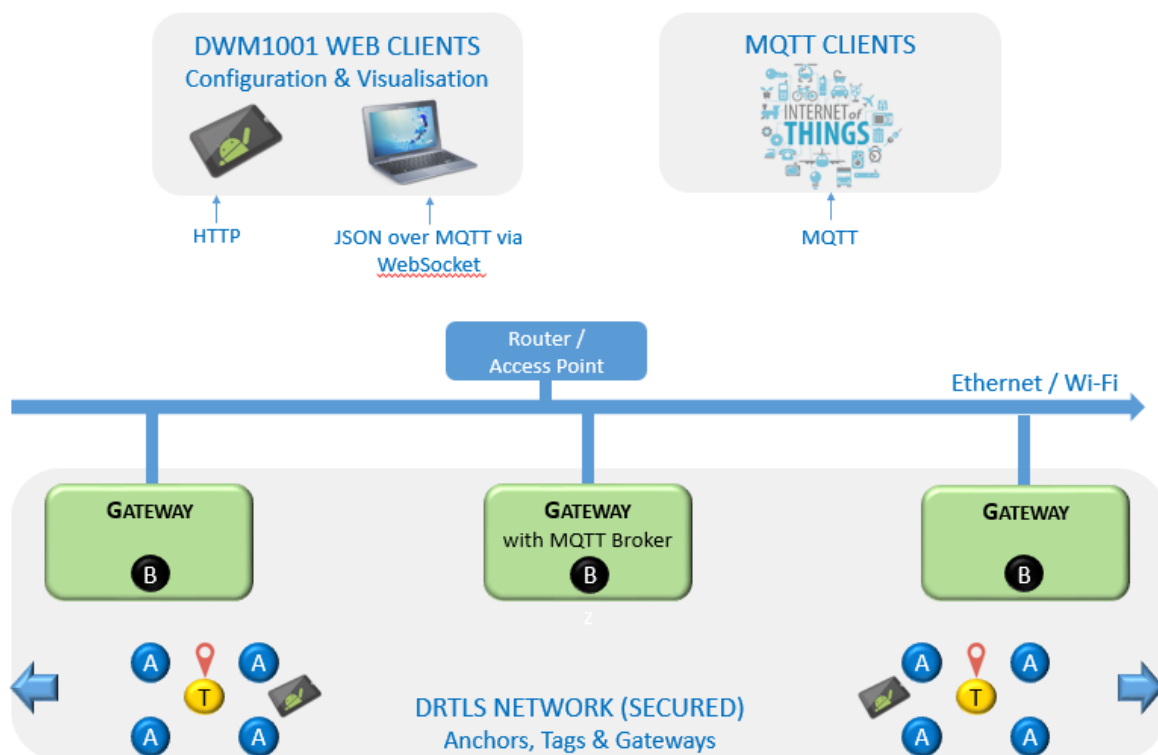 DWM1001 WEB CLIENTS
Configuration & Visualisation
MQTT CLIENTS
INTERNET of
THINGS
HTTP
JSON over MQTT via
WebSocket
MQTT
Router /
Access Point
Ethernet / Wi-Fi
GATEWAY
B
GATEWAY
with MQTT Broker
B
z
GATEWAY
B
A
A
T
A
A
A
A
T
A
A
DRTLS NETWORK (SECURED)
Anchors, Tags & Gateways